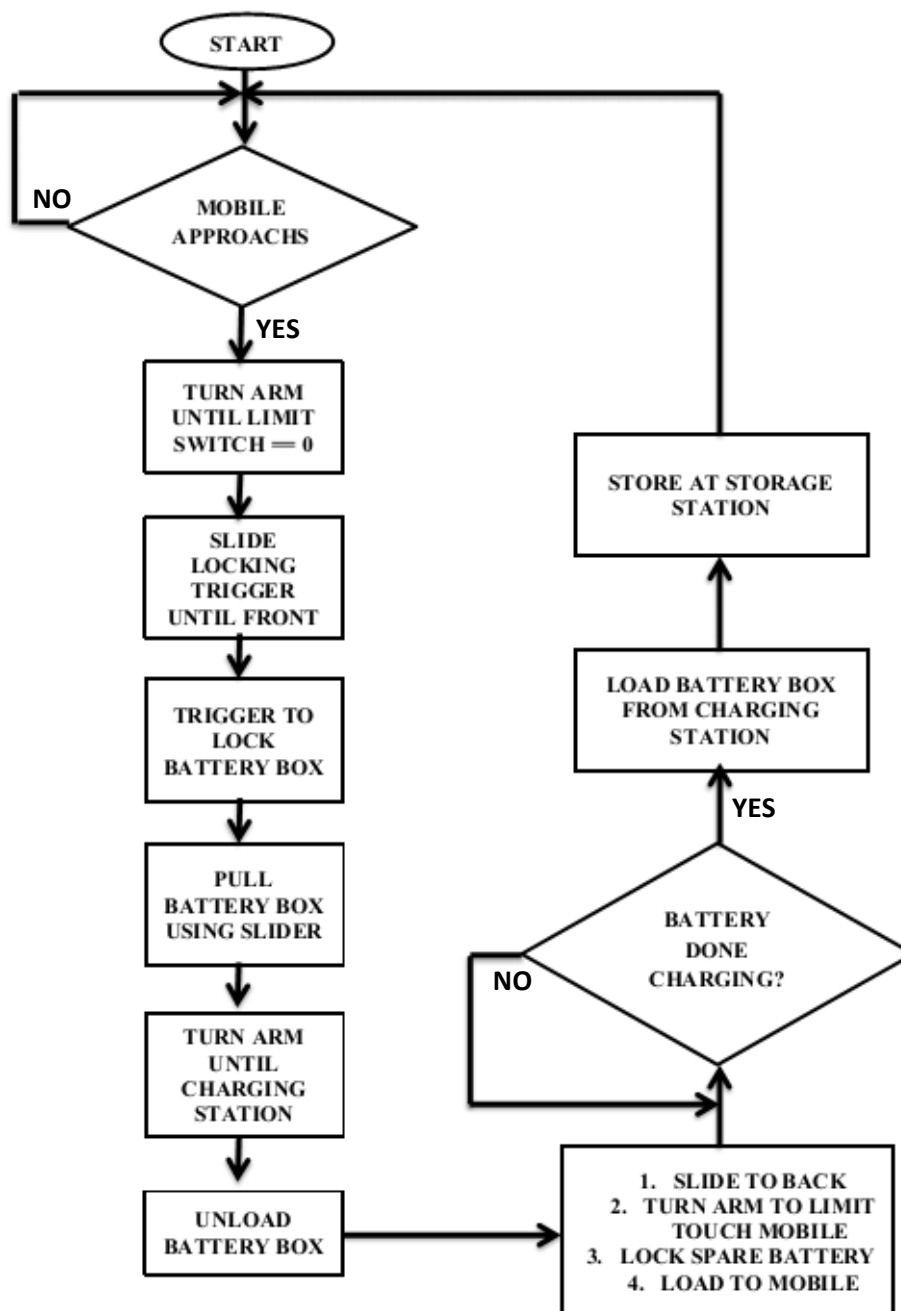 START
NO
MOBILE
APPROACHS
YES
TURN ARM
UNTIL LIMIT
SWITCH == 0
SLIDE
LOCKING
TRIGGER
UNTIL FRONT
TRIGGER TO
LOCK
BATTERY BOX
PULL
BATTERY BOX
USING SLIDER
TURN ARM
UNTIL
CHARGING
STATION
UNLOAD
BATTERY BOX
1. SLIDE TO BACK
2. TURN ARM TO LIMIT
TOUCH MOBILE
3. LOCK SPARE BATTERY
4. LOAD TO MOBILE
BATTERY
DONE
CHARGING?
NO
YES
LOAD BATTERY BOX
FROM CHARGING
STATION
STORE AT STORAGE
STATION